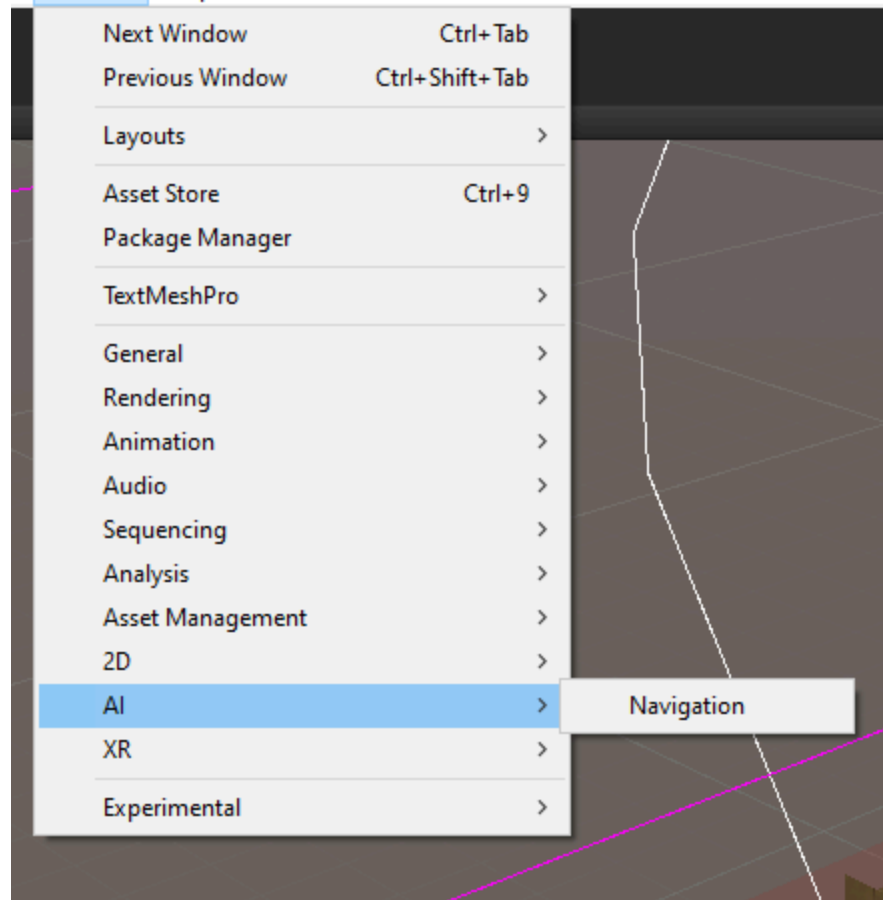 Next Window Ctrl+Tab
Previous Window Ctrl+Shift+Tab
Layouts
Asset Store Ctrl+9
Package Manager
TextMeshPro
General
Rendering
Animation
Audio
Sequencing
Analysis
Asset Management
2D
AI
Navigation
XR
Experimental